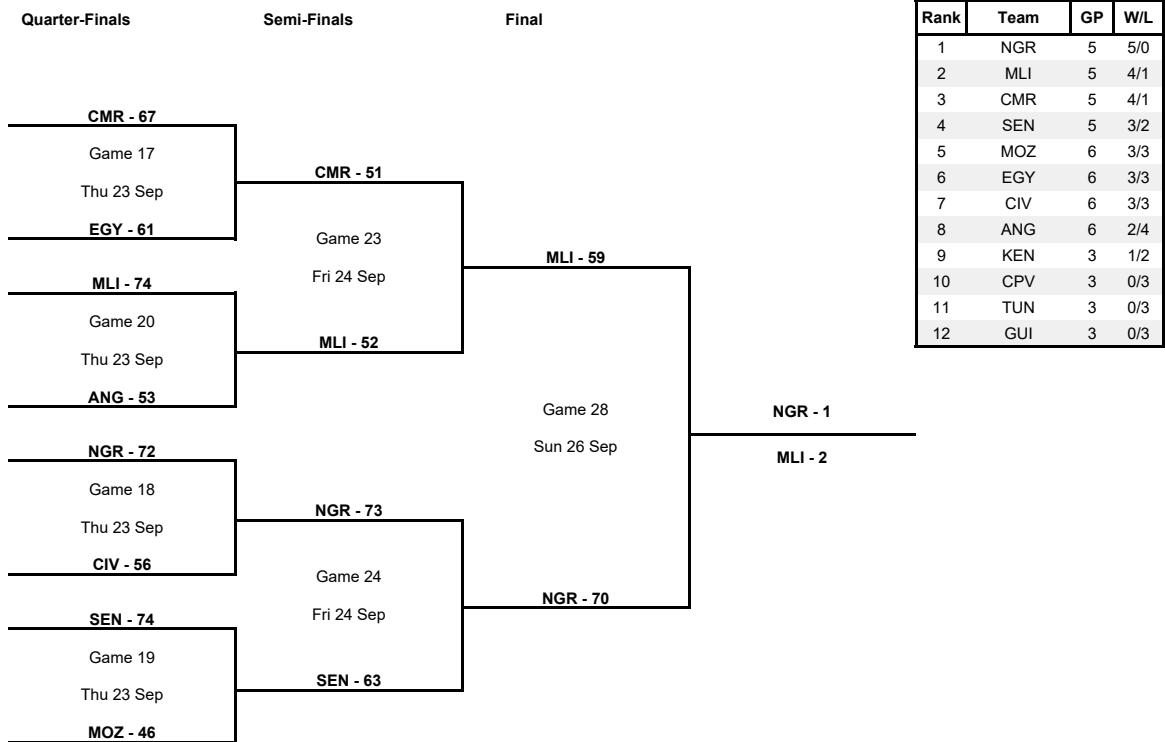 Quarter-Finals Semi-Finals Final
CMR - 67
Game 17
Thu 23 Sep
EGY - 61
MLI - 74
Game 20
Thu 23 Sep
ANG - 53
NGR - 72
Game 18
Thu 23 Sep
CIV - 56
SEN - 74
Game 19
Thu 23 Sep
MOZ - 46
CMR - 51
Game 23
Fri 24 Sep
MLI - 52
NGR - 73
Game 24
Fri 24 Sep
SEN - 63
MLI - 59
Game 28
Sun 26 Sep
NGR - 70
NGR - 1
MLI - 2
Rank Team GP W/L
1 NGR 5 5/0
2 MLI 5 4/1
3 CMR 5 4/1
4 SEN 5 3/2
5 MOZ 6 3/3
6 EGY 6 3/3
7 CIV 6 3/3
8 ANG 6 2/4
9 KEN 3 1/2
10 CPV 3 0/3
11 TUN 3 0/3
12 GUI 3 0/3